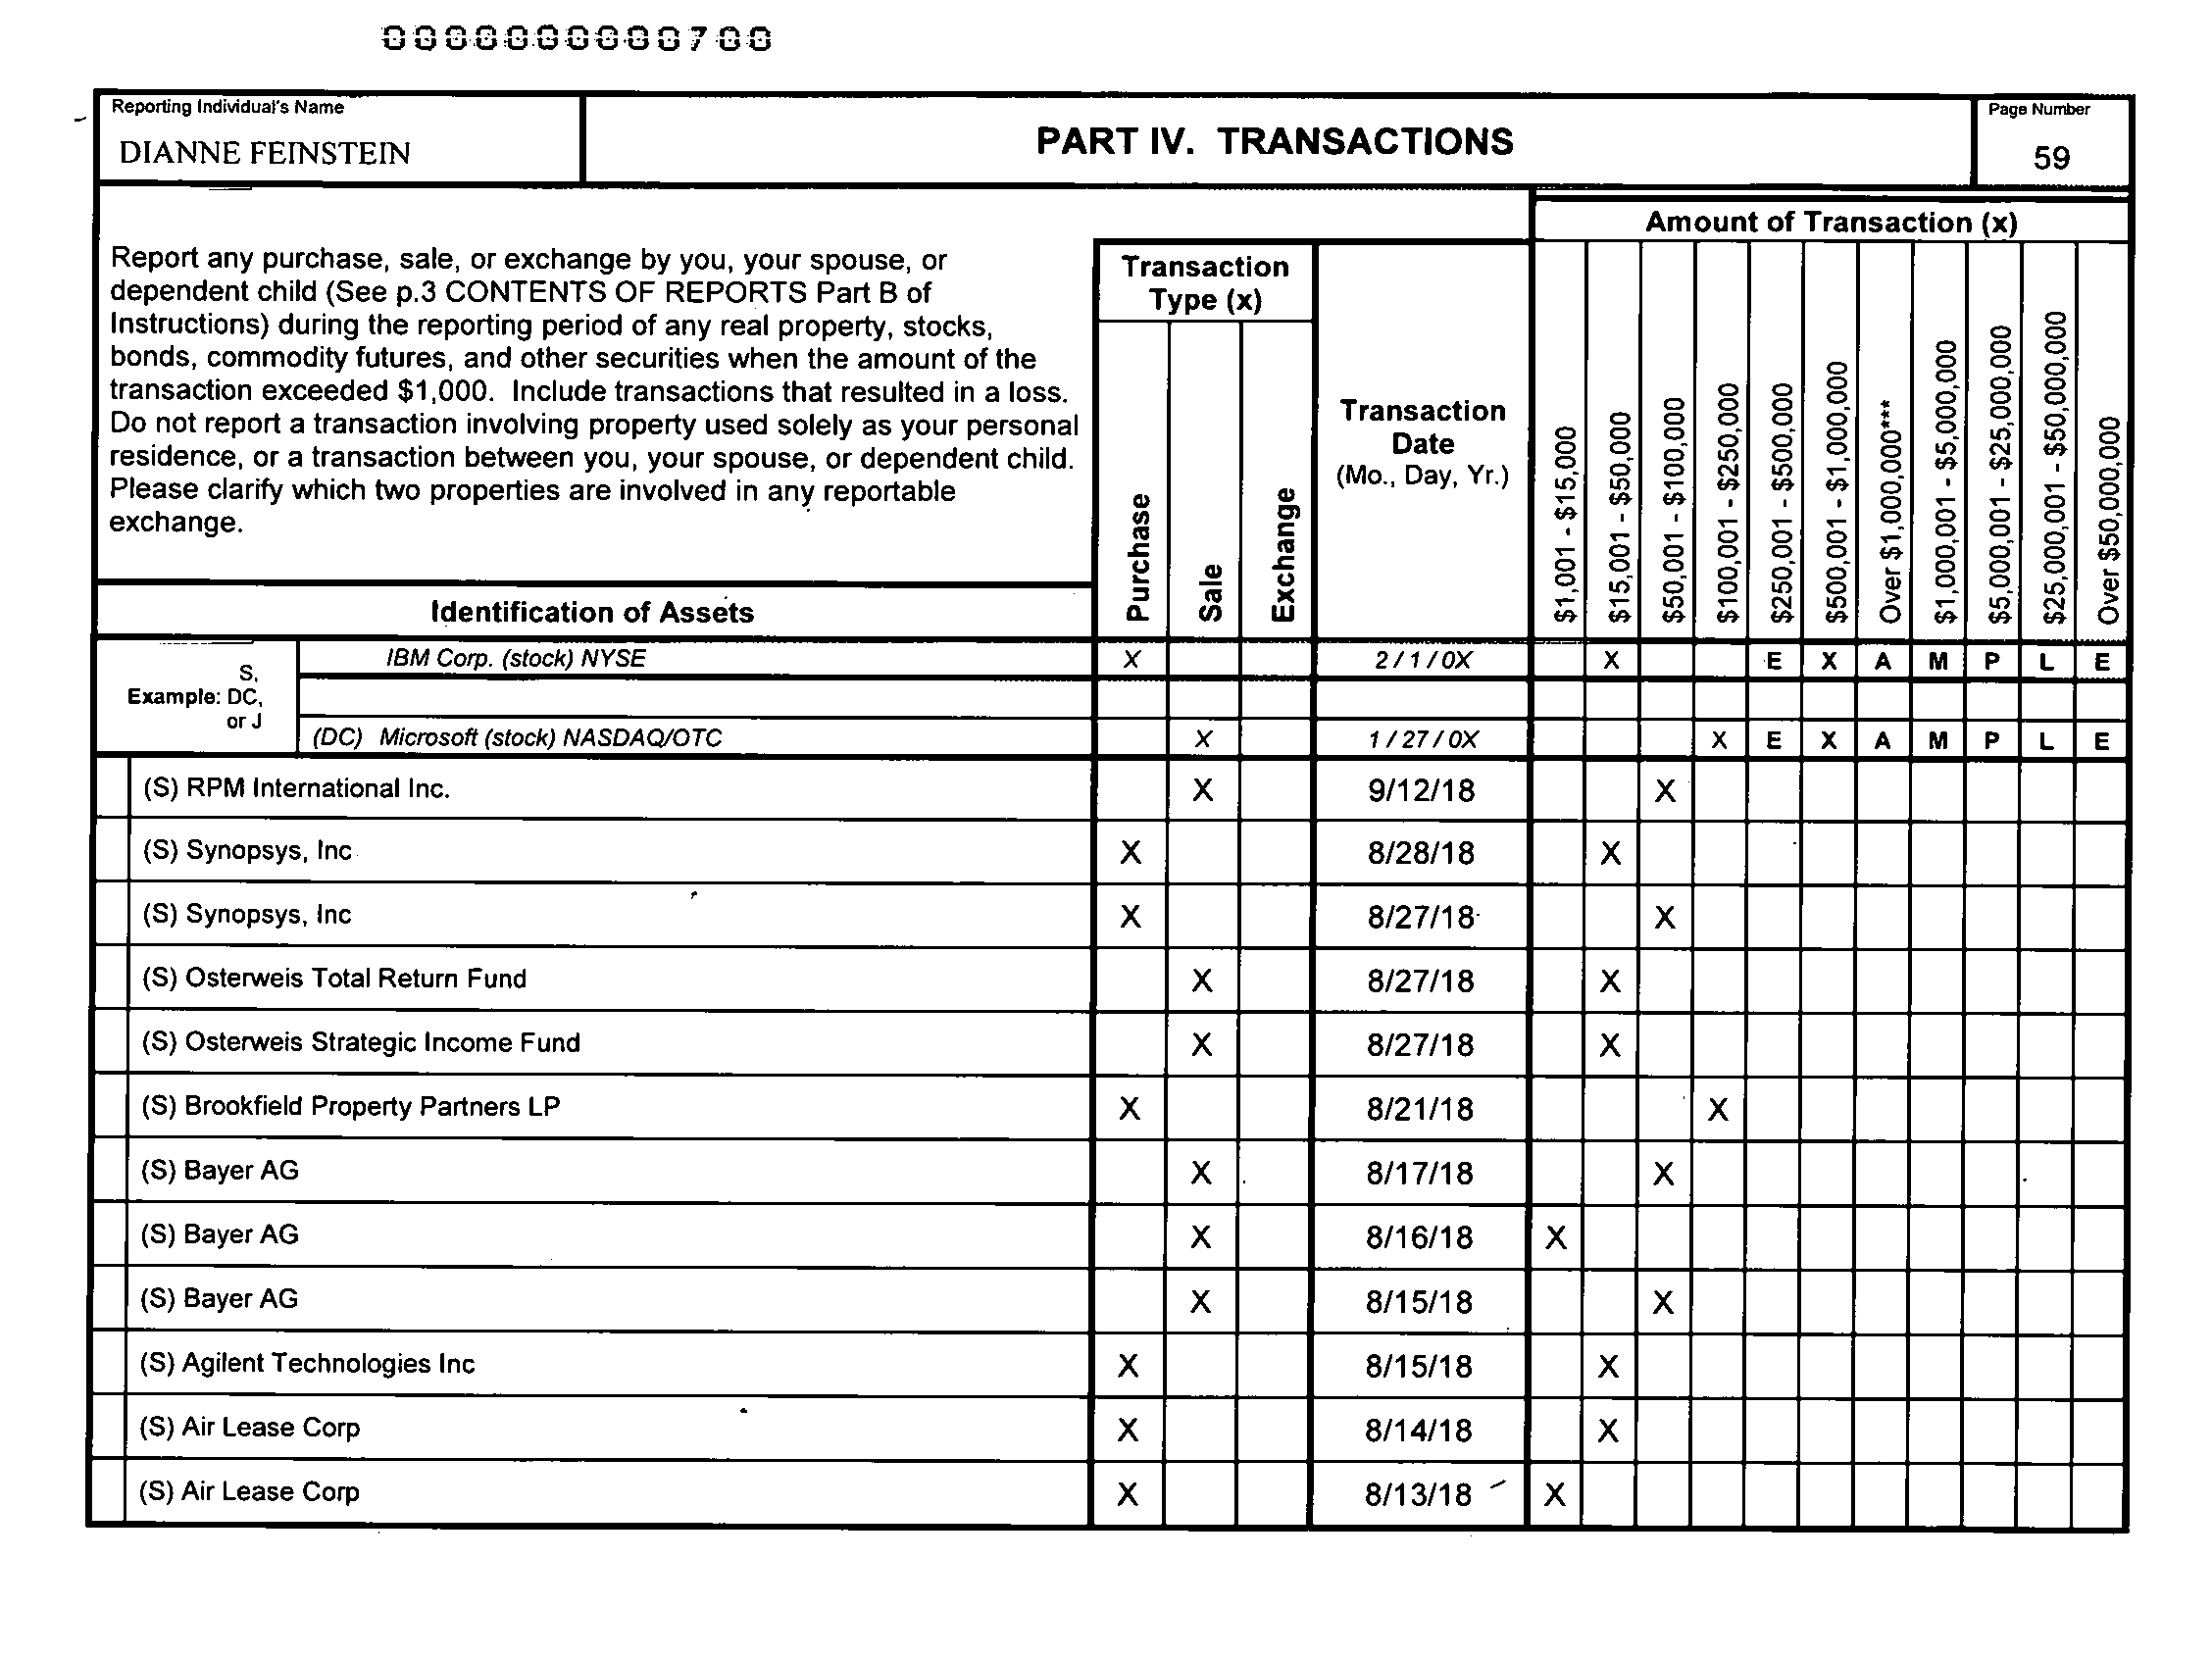 000000000700
Reporting Individual's Name
DIANNE FEINSTEIN
PART IV. TRANSACTIONS
Page Number
59
Report any purchase, sale, or exchange by you, your spouse, or
dependent child (See p.3 CONTENTS OF REPORTS Part B of
Instructions) during the reporting period of any real property, stocks,
bonds, commodity futures, and other securities when the amount of the
transaction exceeded $1,000. Include transactions that resulted in a loss.
Do not report a transaction involving property used solely as your personal
residence, or a transaction between you, your spouse, or dependent child.
Please clarify which two properties are involved in any reportable
exchange.
Identification of Assets
Transaction
Type (x)
Purchase
Sale
Exchange
Transaction
Date
(Mo., Day, Yr.)
Amount of Transaction (x)
$1,001 - $15,000
$15,001 - $50,000
$50,001 - $100,000
$100,001 - $250,000
$250,001 - $500,000
$500,001 - $1,000,000
Over $1,000,000***
$1,000,001 - $5,000,000
$5,000,001 - $25,000,000
$25,000,001 - $50,000,000
Over $50,000,000
S,
Example: DC,
or J
IBM Corp. (stock) NYSE X 2/1/0X X E X A M P L E
(DC) Microsoft (stock) NASDAQ/OTC X 1/27/0X X E X A M P L E
(S) RPM International Inc. X 9/12/18 X
(S) Synopsys, Inc X 8/28/18 X
(S) Synopsys, Inc X 8/27/18 X
(S) Osterweis Total Return Fund X 8/27/18 X
(S) Osterweis Strategic Income Fund X 8/27/18 X
(S) Brookfield Property Partners LP X 8/21/18 X
(S) Bayer AG X 8/17/18 X
(S) Bayer AG X 8/16/18 X
(S) Bayer AG X 8/15/18 X
(S) Agilent Technologies Inc X 8/15/18 X
(S) Air Lease Corp X 8/14/18 X
(S) Air Lease Corp X 8/13/18 X